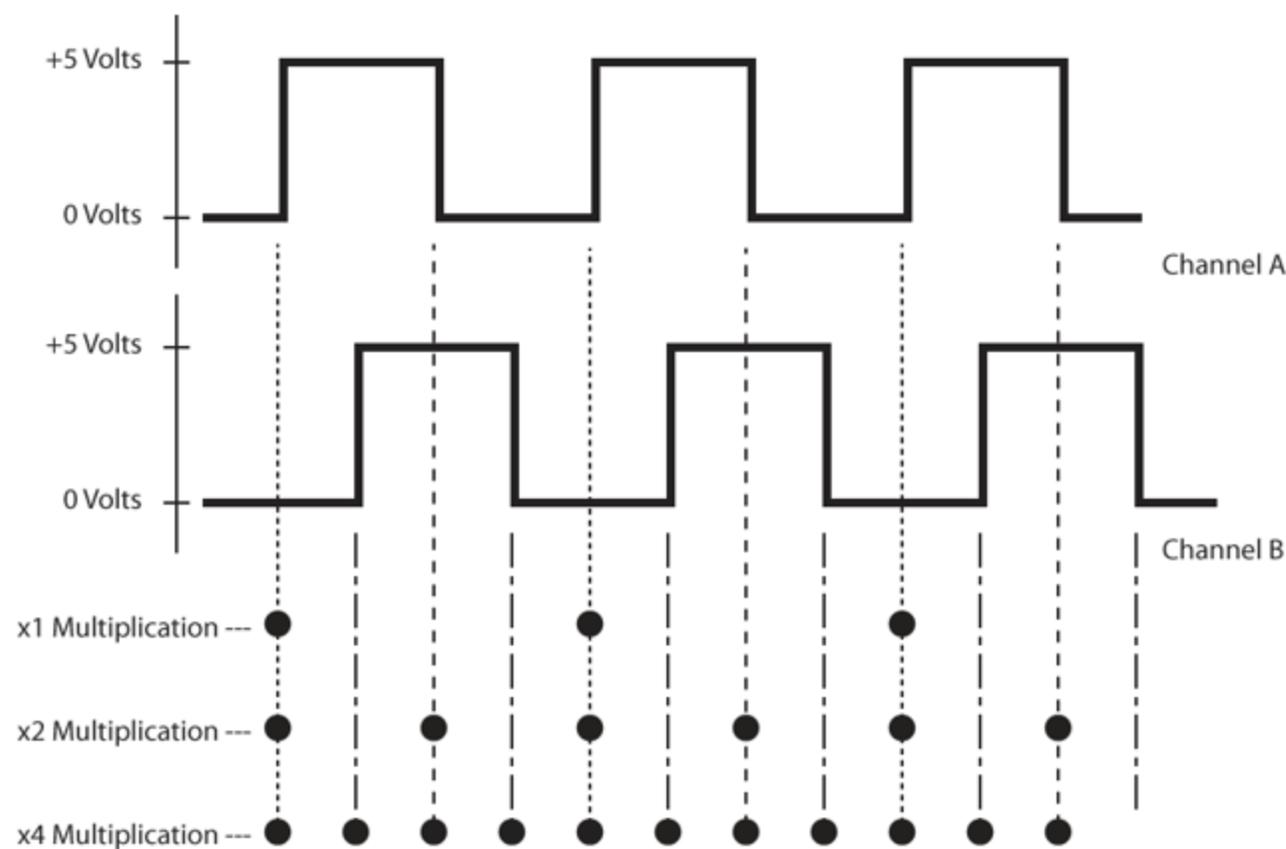 +5 Volts
0 Volts
Channel A
+5 Volts
0 Volts
Channel B
x1 Multiplication ---
x2 Multiplication ---
x4 Multiplication ---